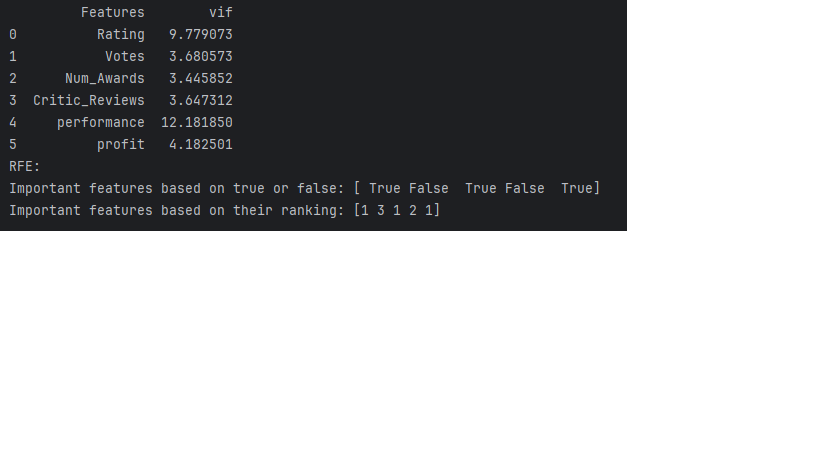 Features vif
0 Rating 9.779073
1 Votes 3.680573
2 Num_Awards 3.445852
3 Critic_Reviews 3.647312
4 performance 12.181850
5 profit 4.182501
RFE:
Important features based on true or false: [ True False  True False  True]
Important features based on their ranking: [1 3 1 2 1]